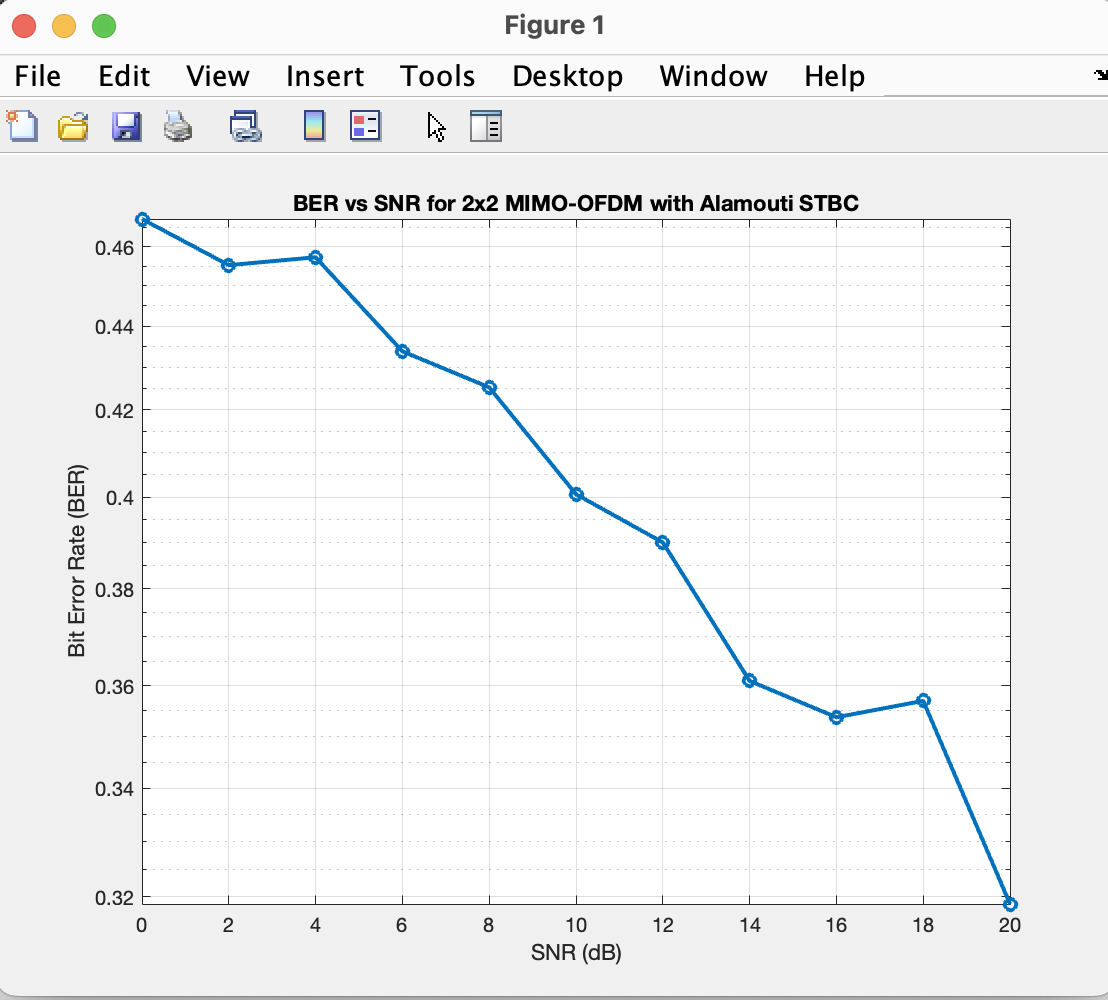 Figure 1
File Edit View Insert Tools Desktop Window Help
BER vs SNR for 2x2 MIMO-OFDM with Alamouti STBC
0.46
0.44
0.42
0.4
0.38
0.36
0.34
0.32
Bit Error Rate (BER)
0 2 4 6 8 10 12 14 16 18 20
SNR (dB)